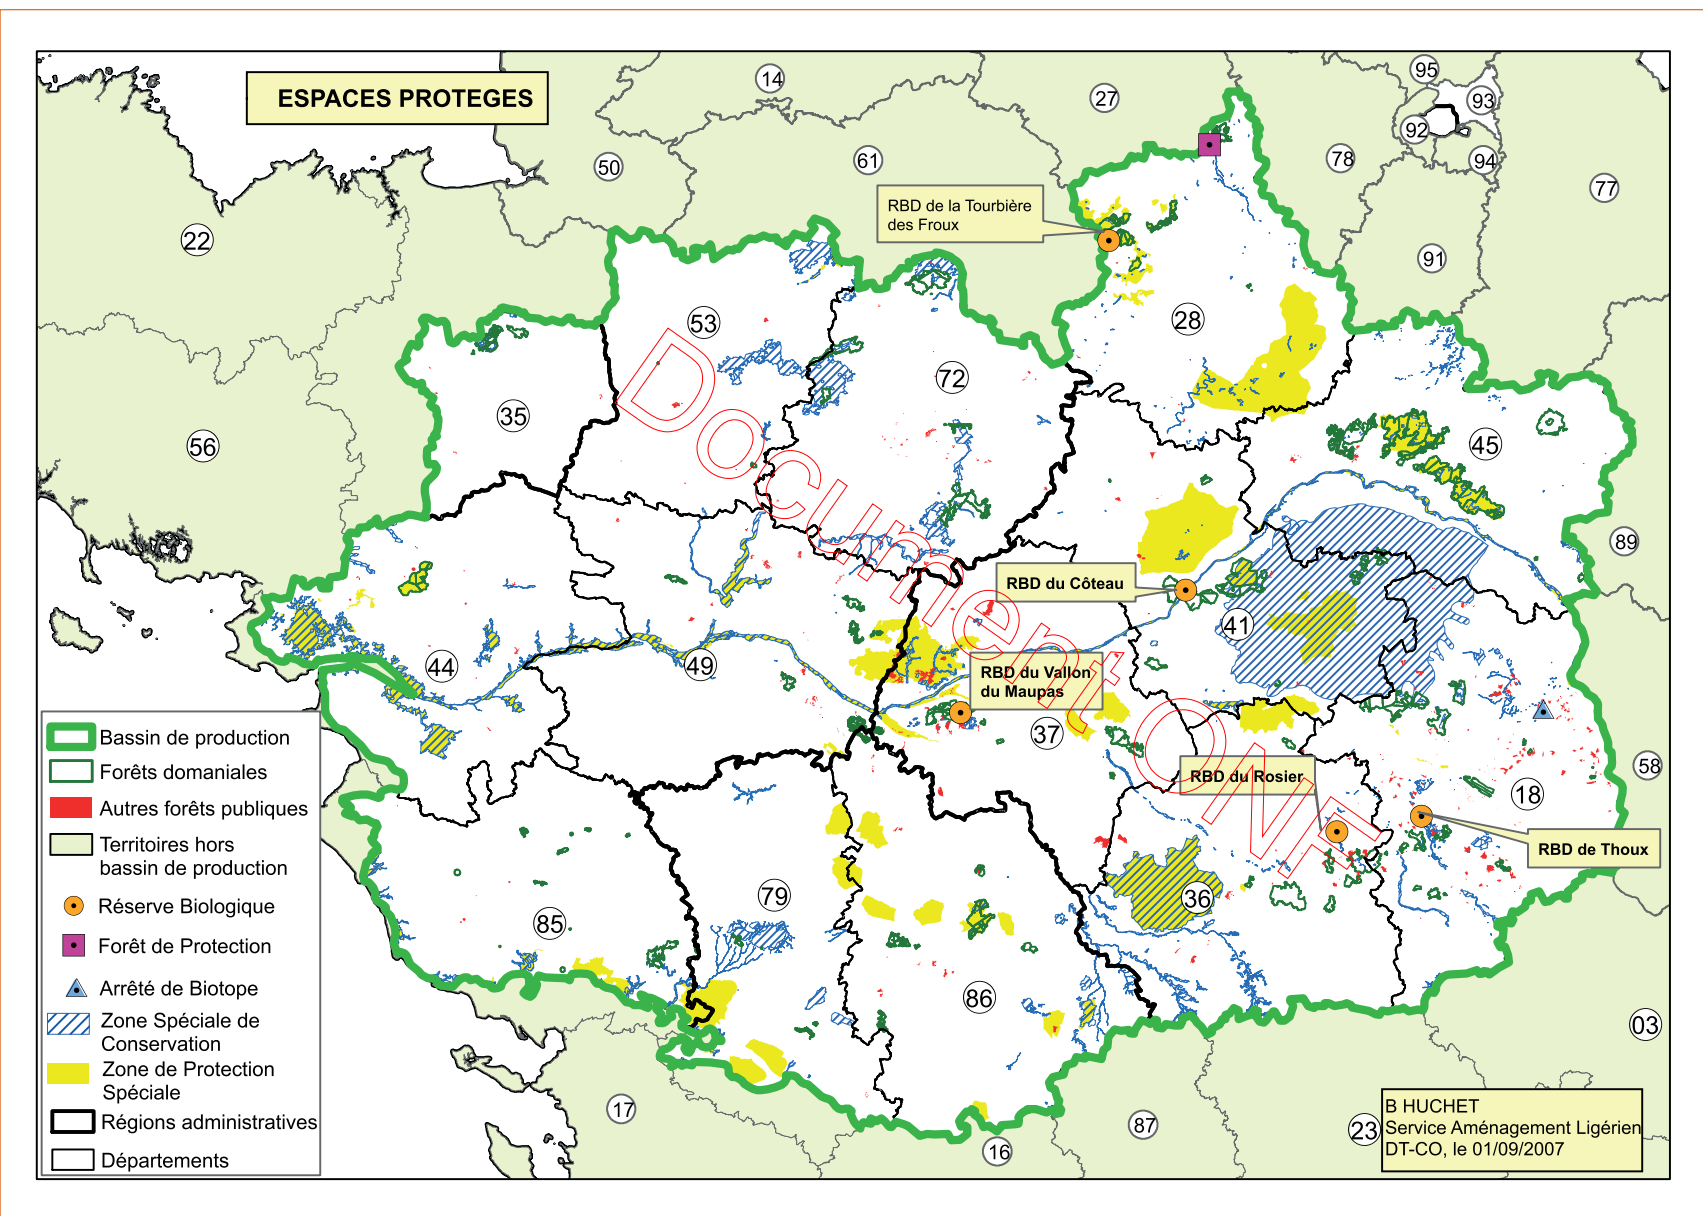 ESPACES PROTEGES
14
95
27
93
92
50
61
78
94
77
RBD de la Tourbière
des Froux
22
91
53
28
72
35
56
45
89
RBD du Côteau
41
44
49
RBD du Vallon
du Maupas
37
58
RBD du Rosier
18
RBD de Thoux
79
36
85
86
03
17
87
23
16
Document ONF
Bassin de production
Forêts domaniales
Autres forêts publiques
Territoires hors
bassin de production
Réserve Biologique
Forêt de Protection
Arrêté de Biotope
Zone Spéciale de
Conservation
Zone de Protection
Spéciale
Régions administratives
Départements
B HUCHET
Service Aménagement Ligérien
DT-CO, le 01/09/2007